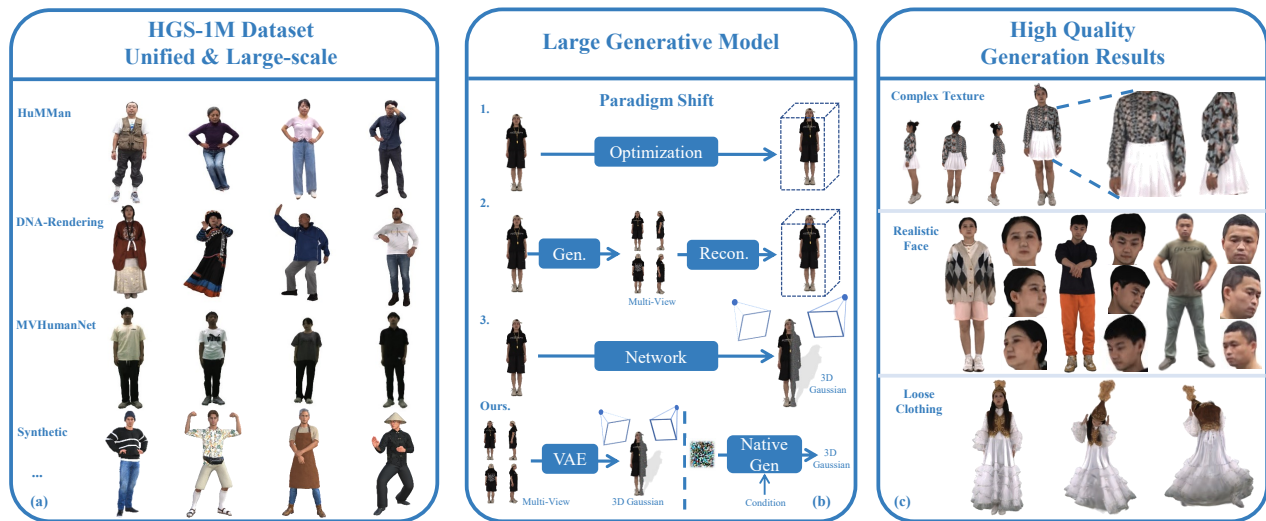 HGS-1M Dataset
Unified & Large-scale
HuMMan
DNA-Rendering
MVHumanNet
Synthetic
...
(a)
Large Generative Model
Paradigm Shift
1.
Optimization
2.
Gen.
Multi-View
Recon.
3.
Network
3D
Gaussian
Ours.
VAE
Multi-View
3D Gaussian
Native
Gen
3D
Gaussian
Condition
(b)
High Quality
Generation Results
Complex Texture
Realistic
Face
Loose
Clothing
(c)